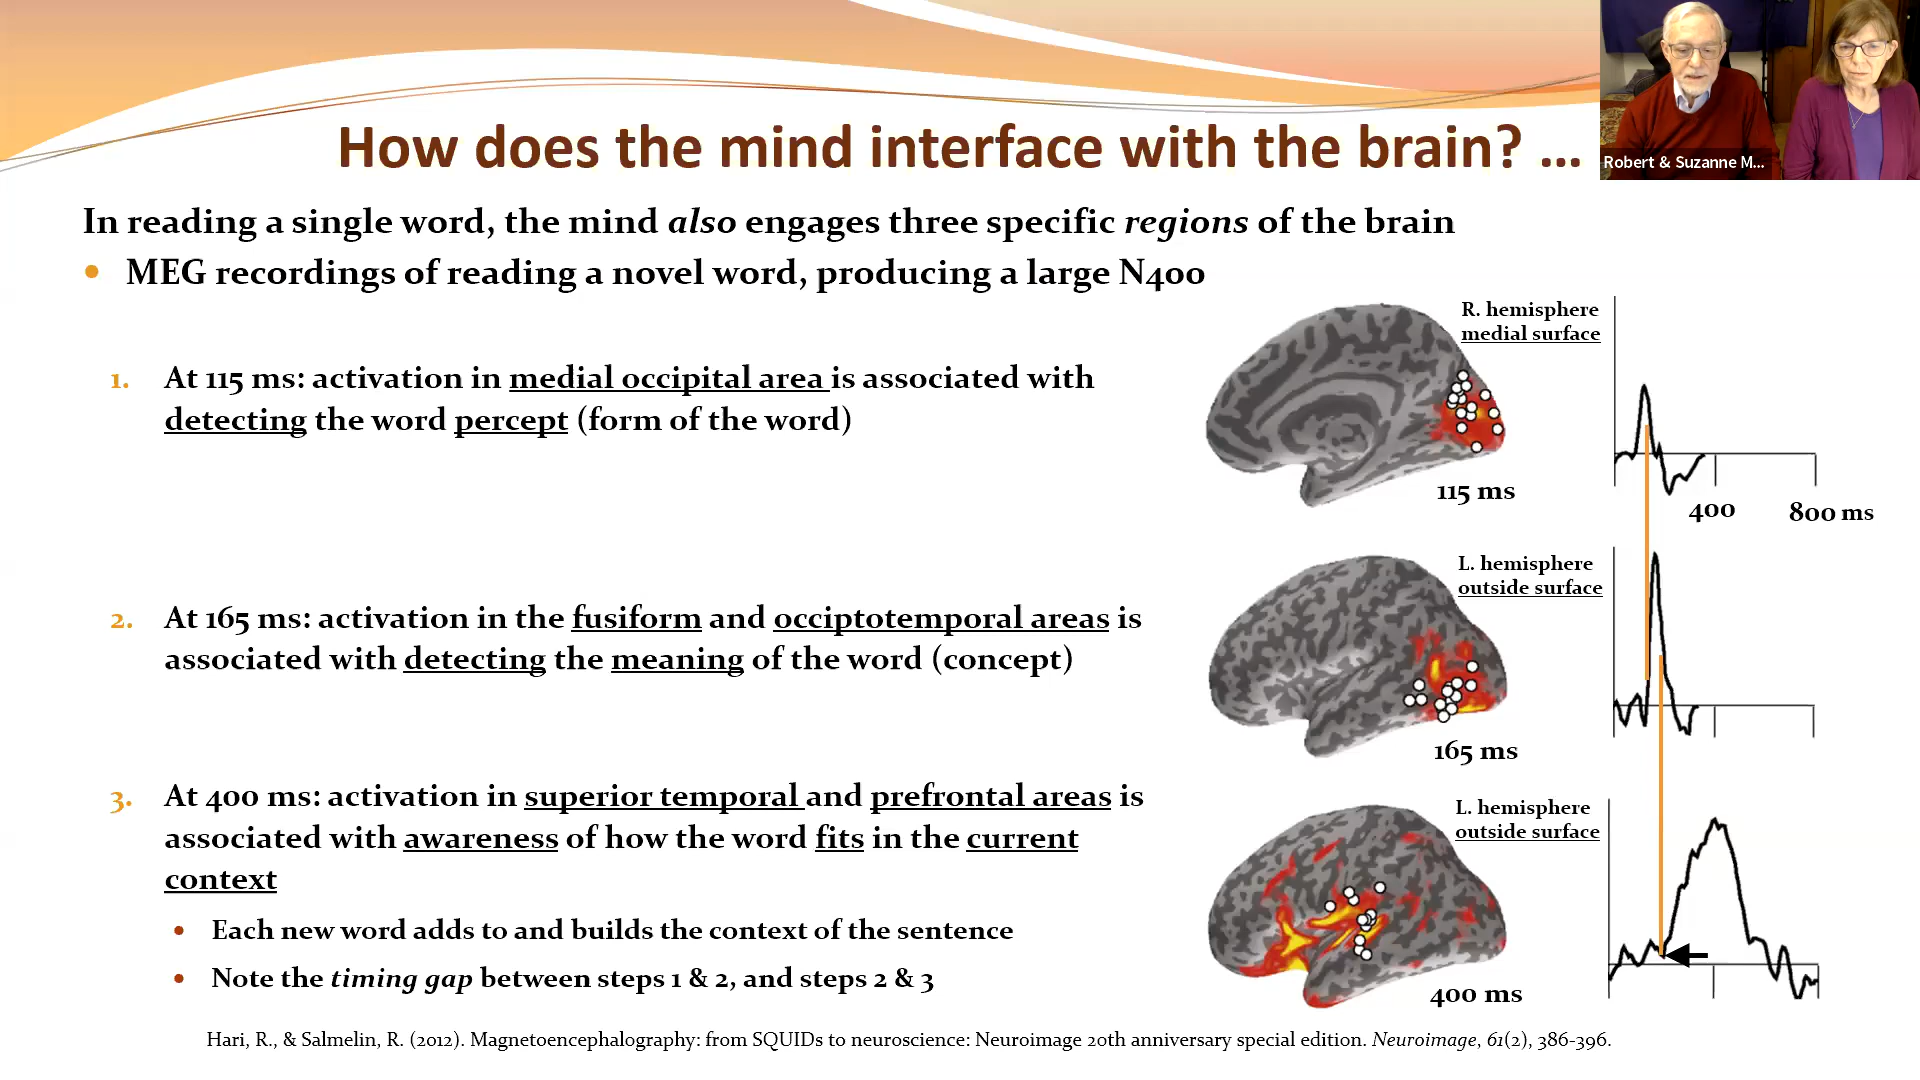 How does the mind interface with the brain? ...
Robert & Suzanne M...
In reading a single word, the mind also engages three specific regions of the brain
• MEG recordings of reading a novel word, producing a large N400
1. At 115 ms: activation in medial occipital area is associated with
detecting the word percept (form of the word)
R. hemisphere
medial surface
115 ms
400
800 ms
2. At 165 ms: activation in the fusiform and occiptotemporal areas is
associated with detecting the meaning of the word (concept)
L. hemisphere
outside surface
165 ms
3. At 400 ms: activation in superior temporal and prefrontal areas is
associated with awareness of how the word fits in the current
context
• Each new word adds to and builds the context of the sentence
• Note the timing gap between steps 1 & 2, and steps 2 & 3
L. hemisphere
outside surface
400 ms
Hari, R., & Salmelin, R. (2012). Magnetoencephalography: from SQUIDs to neuroscience: Neuroimage 20th anniversary special edition. Neuroimage, 61(2), 386-396.